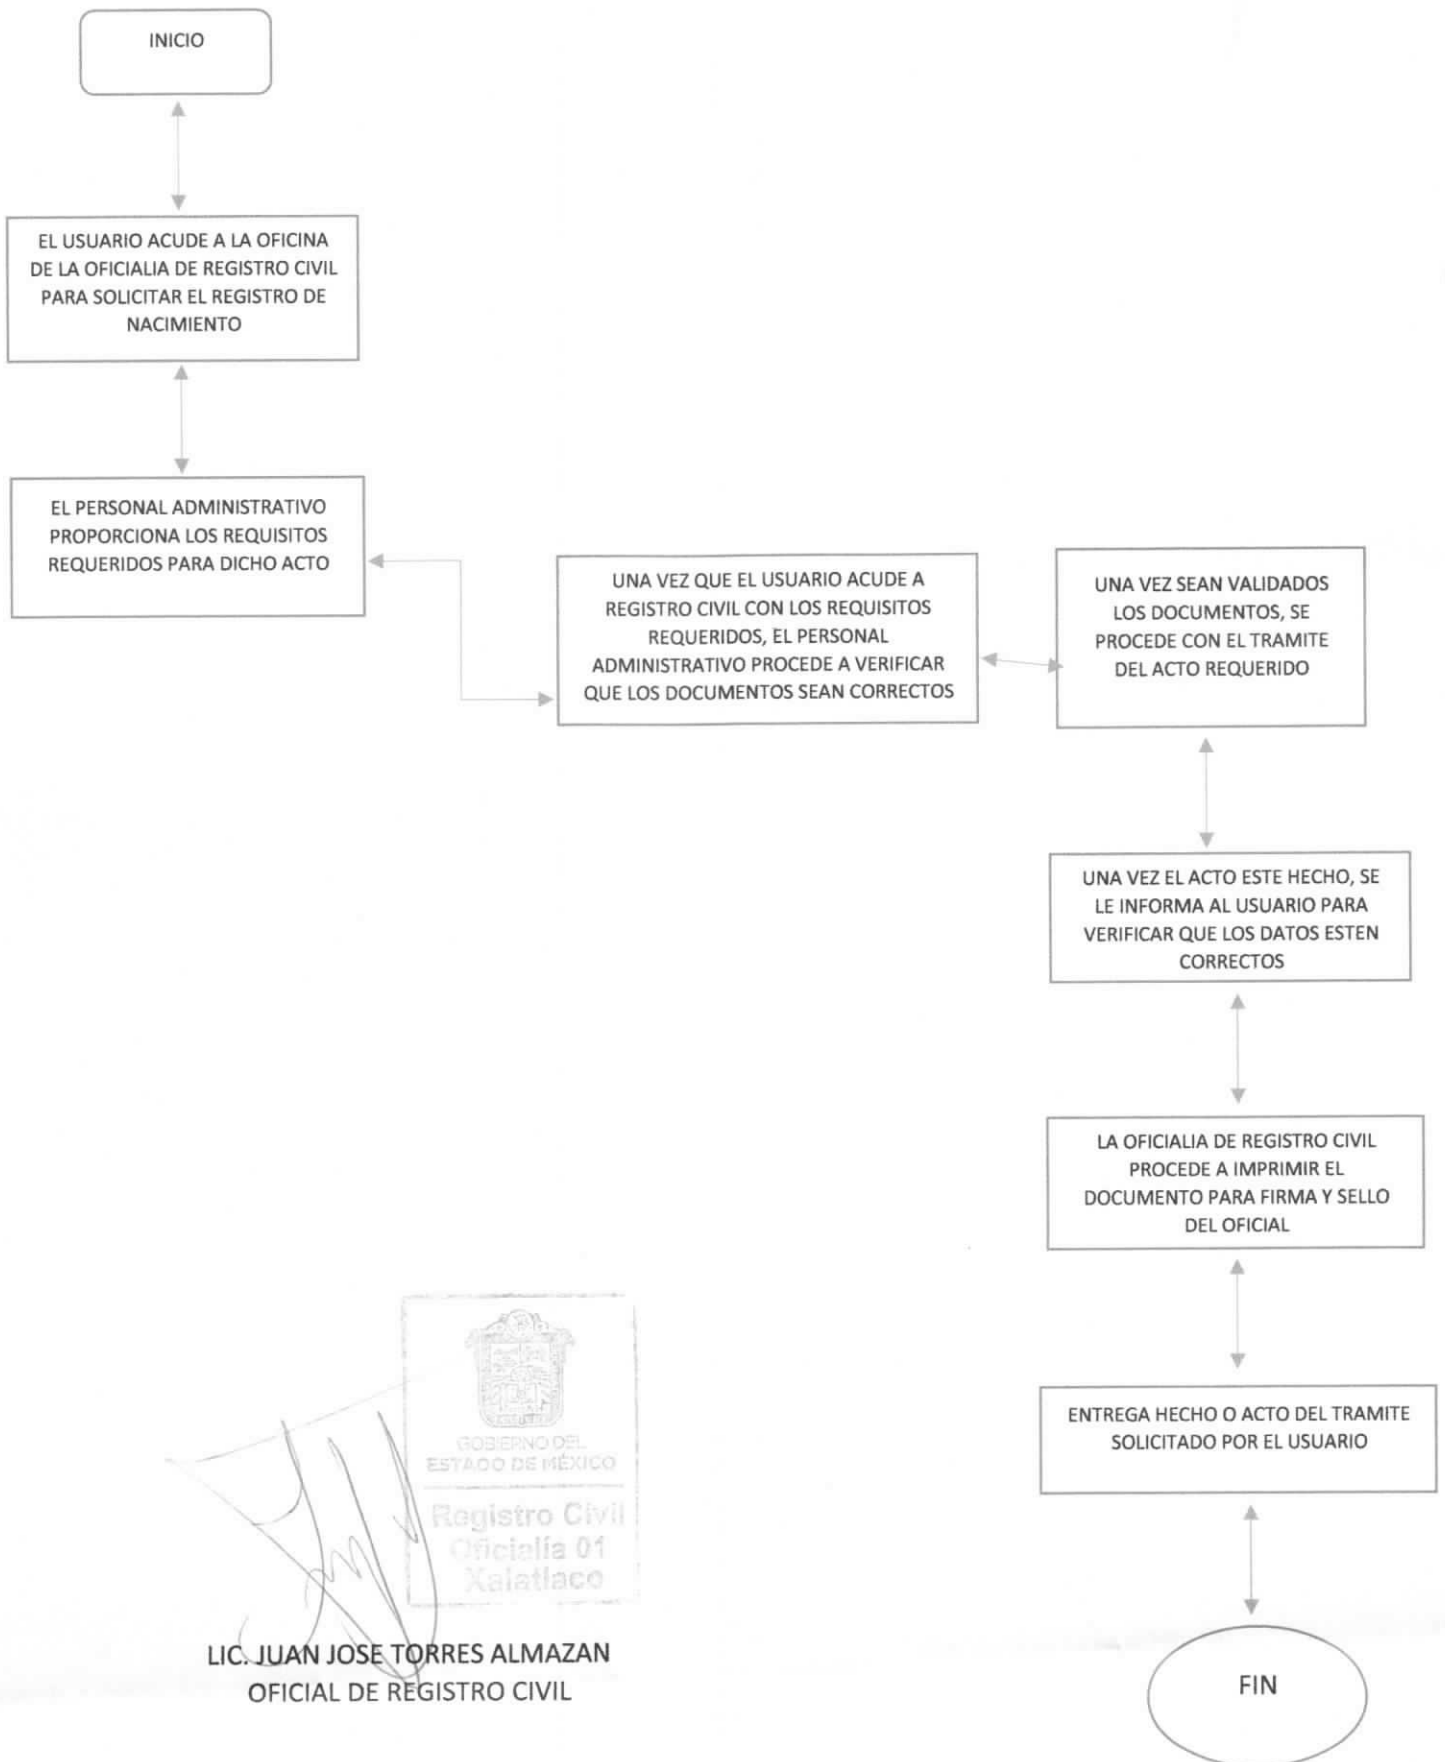 INICIO
EL USUARIO ACUDE A LA OFICINA
DE LA OFICIALIA DE REGISTRO CIVIL
PARA SOLICITAR EL REGISTRO DE
NACIMIENTO
EL PERSONAL ADMINISTRATIVO
PROPORCIONA LOS REQUISITOS
REQUERIDOS PARA DICHO ACTO
UNA VEZ QUE EL USUARIO ACUDE A
REGISTRO CIVIL CON LOS REQUISITOS
REQUERIDOS, EL PERSONAL
ADMINISTRATIVO PROCEDE A VERIFICAR
QUE LOS DOCUMENTOS SEAN CORRECTOS
UNA VEZ SEAN VALIDADOS
LOS DOCUMENTOS, SE
PROCEDE CON EL TRAMITE
DEL ACTO REQUERIDO
UNA VEZ EL ACTO ESTE HECHO, SE
LE INFORMA AL USUARIO PARA
VERIFICAR QUE LOS DATOS ESTEN
CORRECTOS
LA OFICIALIA DE REGISTRO CIVIL
PROCEDE A IMPRIMIR EL
DOCUMENTO PARA FIRMA Y SELLO
DEL OFICIAL
ENTREGA HECHO O ACTO DEL TRAMITE
SOLICITADO POR EL USUARIO
FIN
GOBIERNO DEL
ESTADO DE MÉXICO
Registro Civil
Oficialía 01
Xalatlaco
LIC. JUAN JOSE TORRES ALMAZAN
OFICIAL DE REGISTRO CIVIL